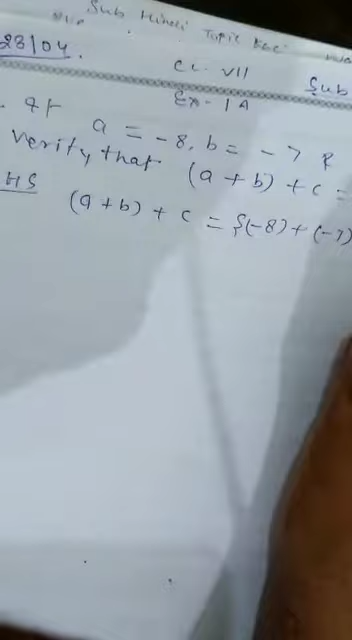 Sub Hindi Topic
28/04.
CL- VII
Sub
Ex- 1A
. If a = -8, b = -7 &
verify that (a + b) + c =
HS (a + b) + c = {(-8) + (-7)